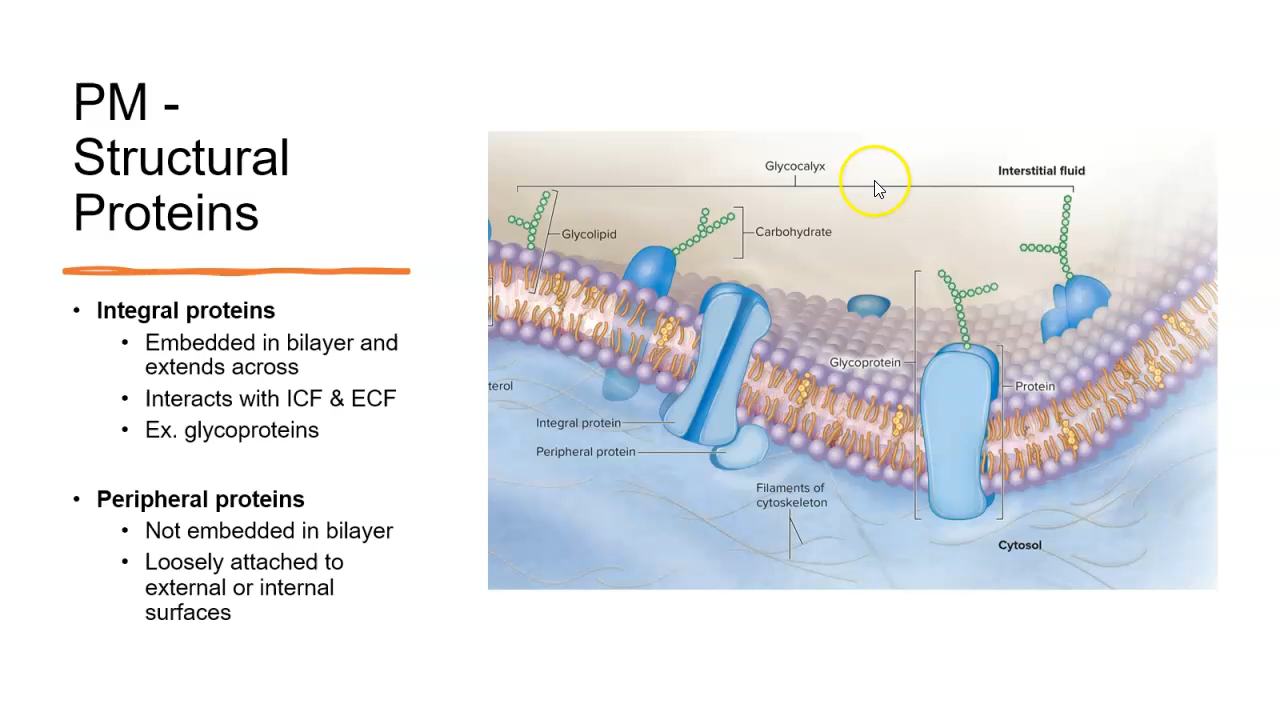 PM -
Structural
Proteins
• Integral proteins
• Embedded in bilayer and
extends across
• Interacts with ICF & ECF
• Ex. glycoproteins
• Peripheral proteins
• Not embedded in bilayer
• Loosely attached to
external or internal
surfaces
Glycocalyx
Interstitial fluid
Glycolipid
Carbohydrate
Glycoprotein
Protein
terol
Integral protein
Peripheral protein
Filaments of
cytoskeleton
Cytosol